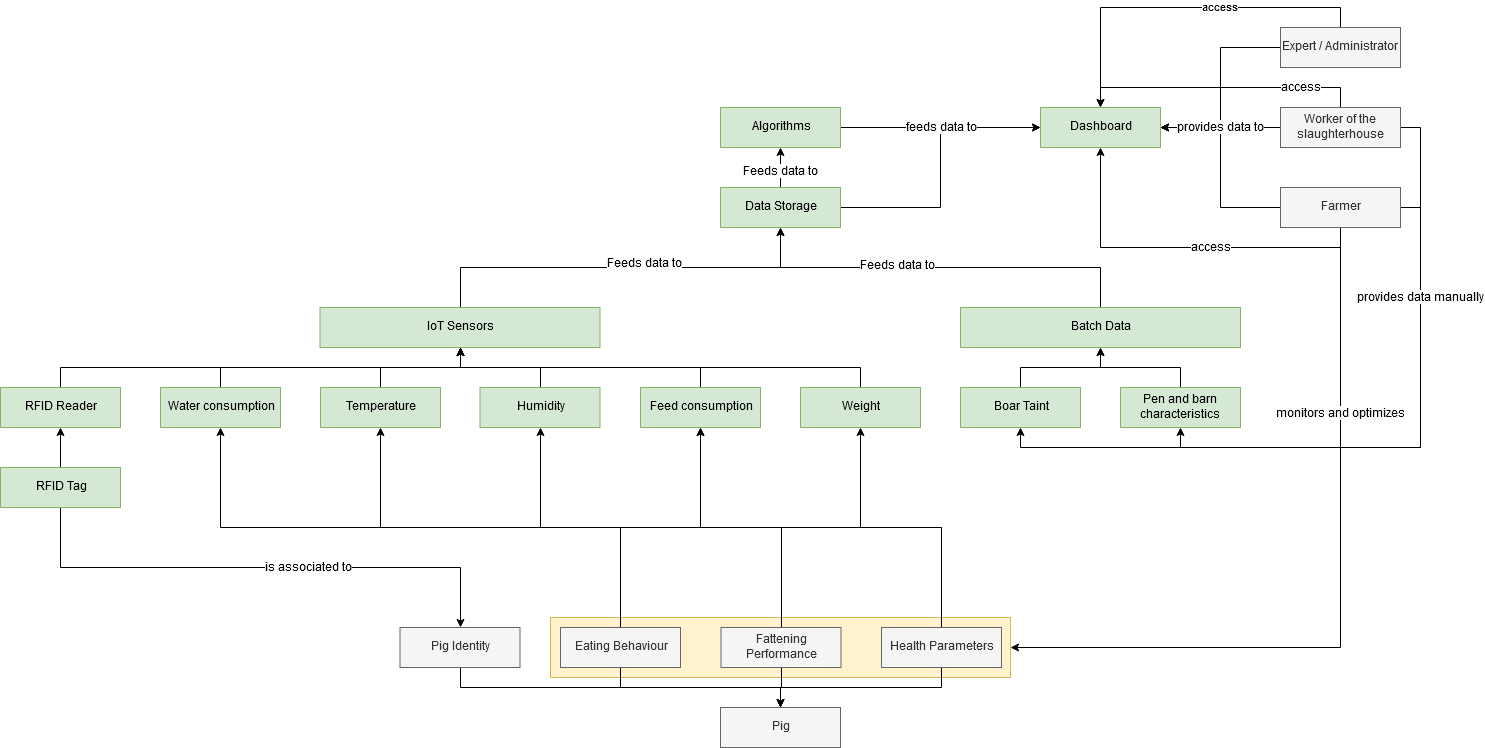 access
Expert / Administrator
access
Algorithms
feeds data to
Dashboard
provides data to
Worker of the
slaughterhouse
Feeds data to
Data Storage
Farmer
access
Feeds data to
Feeds data to
provides data manually
IoT Sensors
Batch Data
RFID Reader
Water consumption
Temperature
Humidity
Feed consumption
Weight
Boar Taint
Pen and barn
characteristics
monitors and optimizes
RFID Tag
is associated to
Pig Identity
Eating Behaviour
Fattening
Performance
Health Parameters
Pig